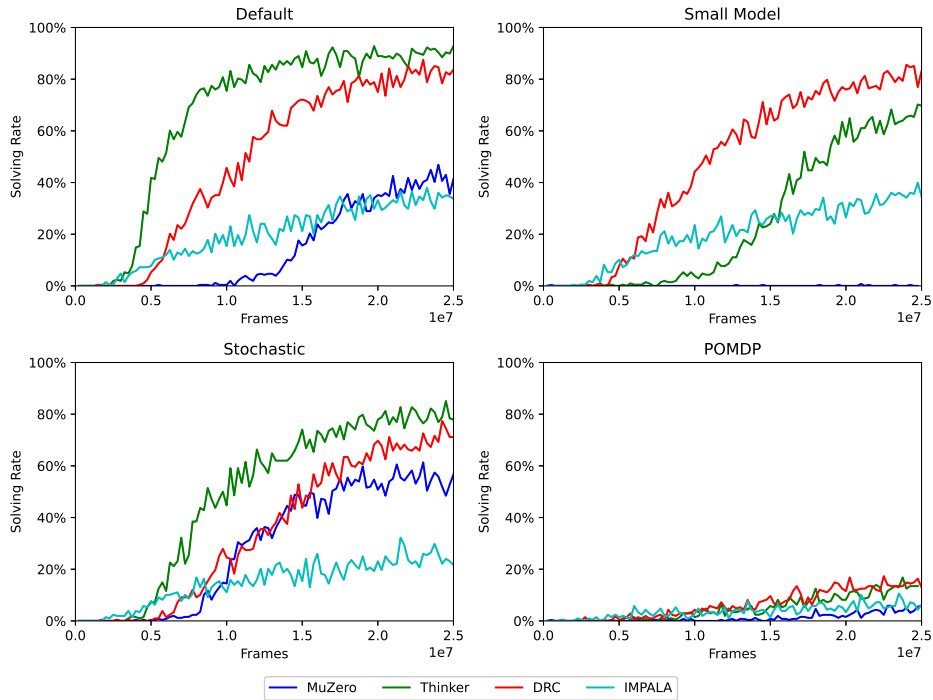 Default
Small Model
100%
80%
60%
40%
20%
0%
Solving Rate
0.0
0.5
1.0
1.5
2.0
2.5
Frames
1e7
100%
80%
60%
40%
20%
0%
Solving Rate
0.0
0.5
1.0
1.5
2.0
2.5
Frames
1e7
Stochastic
POMDP
100%
80%
60%
40%
20%
0%
Solving Rate
0.0
0.5
1.0
1.5
2.0
2.5
Frames
1e7
100%
80%
60%
40%
20%
0%
Solving Rate
0.0
0.5
1.0
1.5
2.0
2.5
Frames
1e7
MuZero
Thinker
DRC
IMPALA